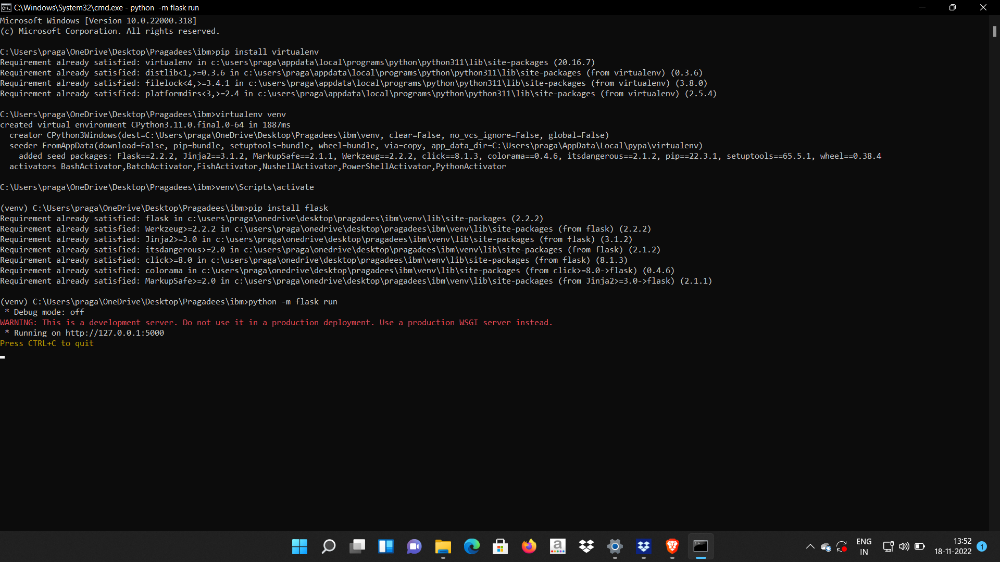 C:\Windows\System32\cmd.exe - python  -m flask run
Microsoft Windows [Version 10.0.22000.318]
(c) Microsoft Corporation. All rights reserved.
C:\Users\praga\OneDrive\Desktop\Pragadees\ibm>pip install virtualenv
Requirement already satisfied: virtualenv in c:\users\praga\appdata\local\programs\python\python311\lib\site-packages (20.16.7)
Requirement already satisfied: distlib<1,>=0.3.6 in c:\users\praga\appdata\local\programs\python\python311\lib\site-packages (from virtualenv) (0.3.6)
Requirement already satisfied: filelock<4,>=3.4.1 in c:\users\praga\appdata\local\programs\python\python311\lib\site-packages (from virtualenv) (3.8.0)
Requirement already satisfied: platformdirs<3,>=2.4 in c:\users\praga\appdata\local\programs\python\python311\lib\site-packages (from virtualenv) (2.5.4)
C:\Users\praga\OneDrive\Desktop\Pragadees\ibm>virtualenv venv
created virtual environment CPython3.11.0.final.0-64 in 1887ms
  creator CPython3Windows(dest=C:\Users\praga\OneDrive\Desktop\Pragadees\ibm\venv, clear=False, no_vcs_ignore=False, global=False)
  seeder FromAppData(download=False, pip=bundle, setuptools=bundle, wheel=bundle, via=copy, app_data_dir=C:\Users\praga\AppData\Local\pypa\virtualenv)
    added seed packages: Flask==2.2.2, Jinja2==3.1.2, MarkupSafe==2.1.1, Werkzeug==2.2.2, click==8.1.3, colorama==0.4.6, itsdangerous==2.1.2, pip==22.3.1, setuptools==65.5.1, wheel==0.38.4
  activators BashActivator,BatchActivator,FishActivator,NushellActivator,PowerShellActivator,PythonActivator
C:\Users\praga\OneDrive\Desktop\Pragadees\ibm>venv\Scripts\activate
(venv) C:\Users\praga\OneDrive\Desktop\Pragadees\ibm>pip install flask
Requirement already satisfied: flask in c:\users\praga\onedrive\desktop\pragadees\ibm\venv\lib\site-packages (2.2.2)
Requirement already satisfied: Werkzeug>=2.2.2 in c:\users\praga\onedrive\desktop\pragadees\ibm\venv\lib\site-packages (from flask) (2.2.2)
Requirement already satisfied: Jinja2>=3.0 in c:\users\praga\onedrive\desktop\pragadees\ibm\venv\lib\site-packages (from flask) (3.1.2)
Requirement already satisfied: itsdangerous>=2.0 in c:\users\praga\onedrive\desktop\pragadees\ibm\venv\lib\site-packages (from flask) (2.1.2)
Requirement already satisfied: click>=8.0 in c:\users\praga\onedrive\desktop\pragadees\ibm\venv\lib\site-packages (from flask) (8.1.3)
Requirement already satisfied: colorama in c:\users\praga\onedrive\desktop\pragadees\ibm\venv\lib\site-packages (from click>=8.0->flask) (0.4.6)
Requirement already satisfied: MarkupSafe>=2.0 in c:\users\praga\onedrive\desktop\pragadees\ibm\venv\lib\site-packages (from Jinja2>=3.0->flask) (2.1.1)
(venv) C:\Users\praga\OneDrive\Desktop\Pragadees\ibm>python -m flask run
 * Debug mode: off
WARNING: This is a development server. Do not use it in a production deployment. Use a production WSGI server instead.
 * Running on http://127.0.0.1:5000
Press CTRL+C to quit
a
ENG
IN
13:52
18-11-2022
1